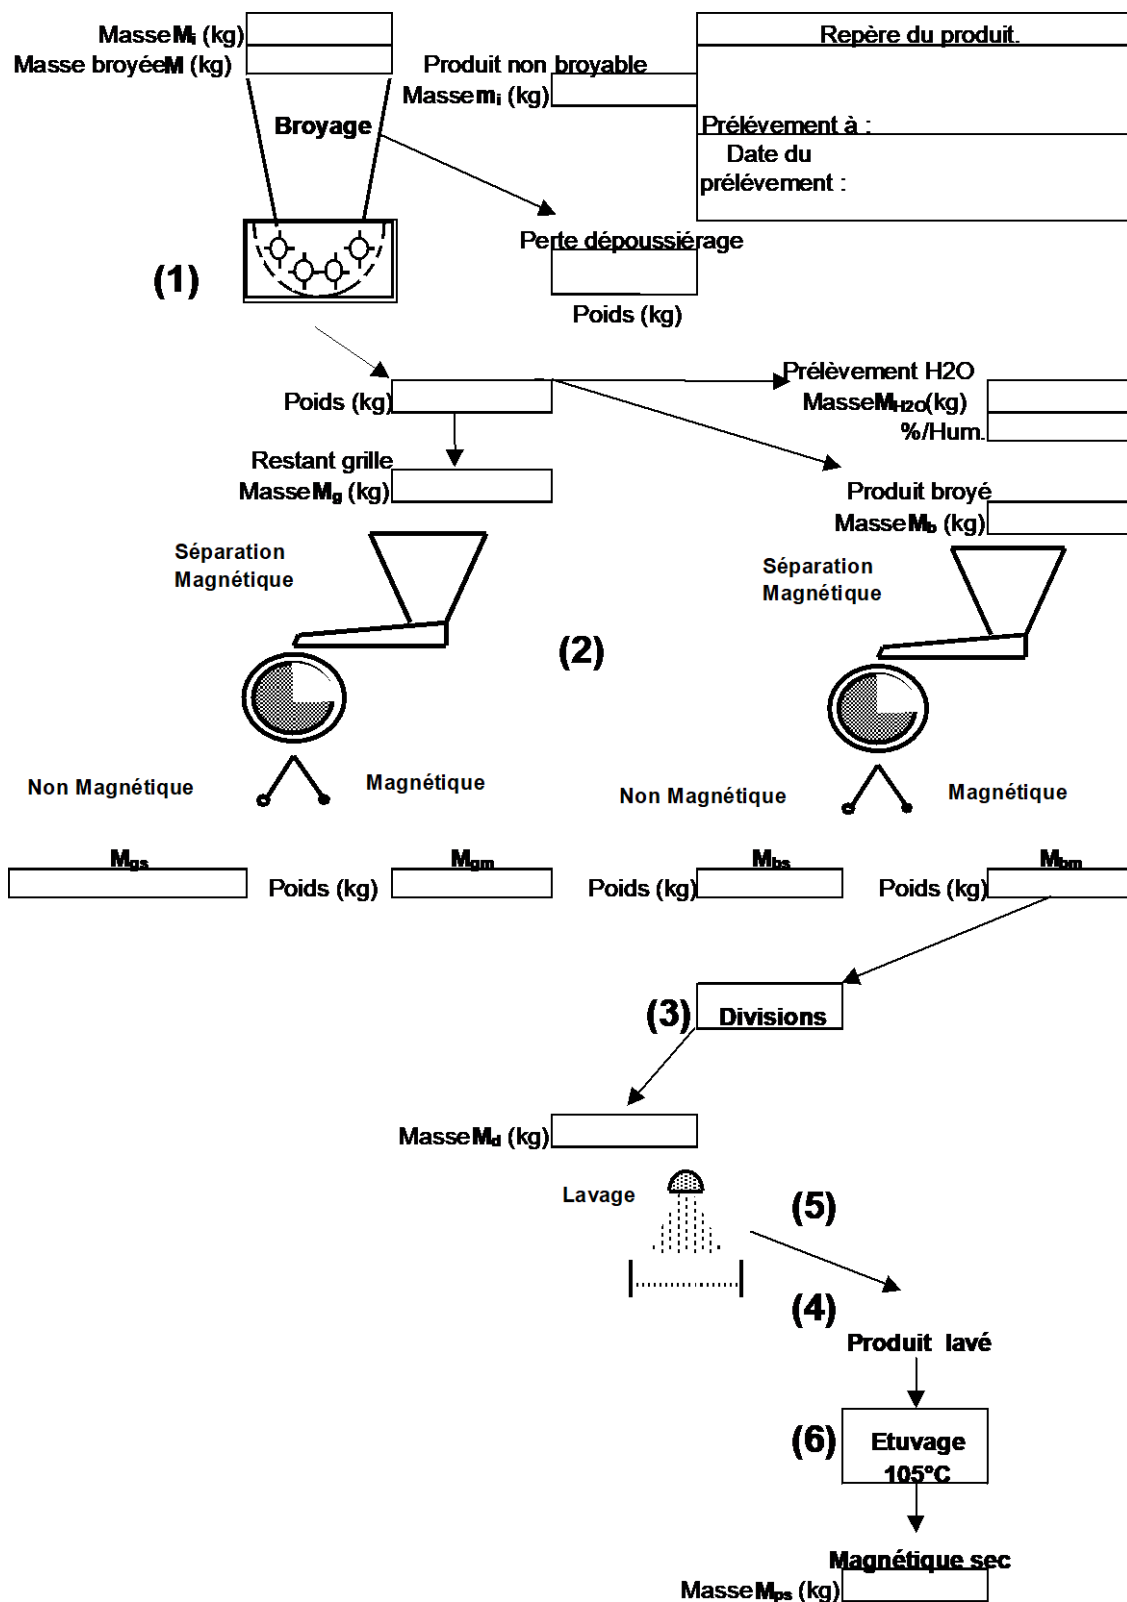 Masse Mi (kg)
Masse broyée M (kg)
Produit non broyable
Masse mi (kg)
Repère du produit.
Prélévement à :
Date du
prélévement :
Broyage
Perte dépoussiérage
Poids (kg)
(1)
Poids (kg)
Prélèvement H2O
Masse MH2O (kg)
%/Hum.
Restant grille
Masse Mg (kg)
Produit broyé
Masse Mb (kg)
Séparation
Magnétique
Séparation
Magnétique
(2)
Non Magnétique
Magnétique
Non Magnétique
Magnétique
Mgs
Poids (kg)
Mgm
Poids (kg)
Mbs
Poids (kg)
Mbm
(3)
Divisions
Masse Md (kg)
Lavage
(5)
(4)
Produit lavé
(6)
Etuvage
105°C
Magnétique sec
Masse Mps (kg)